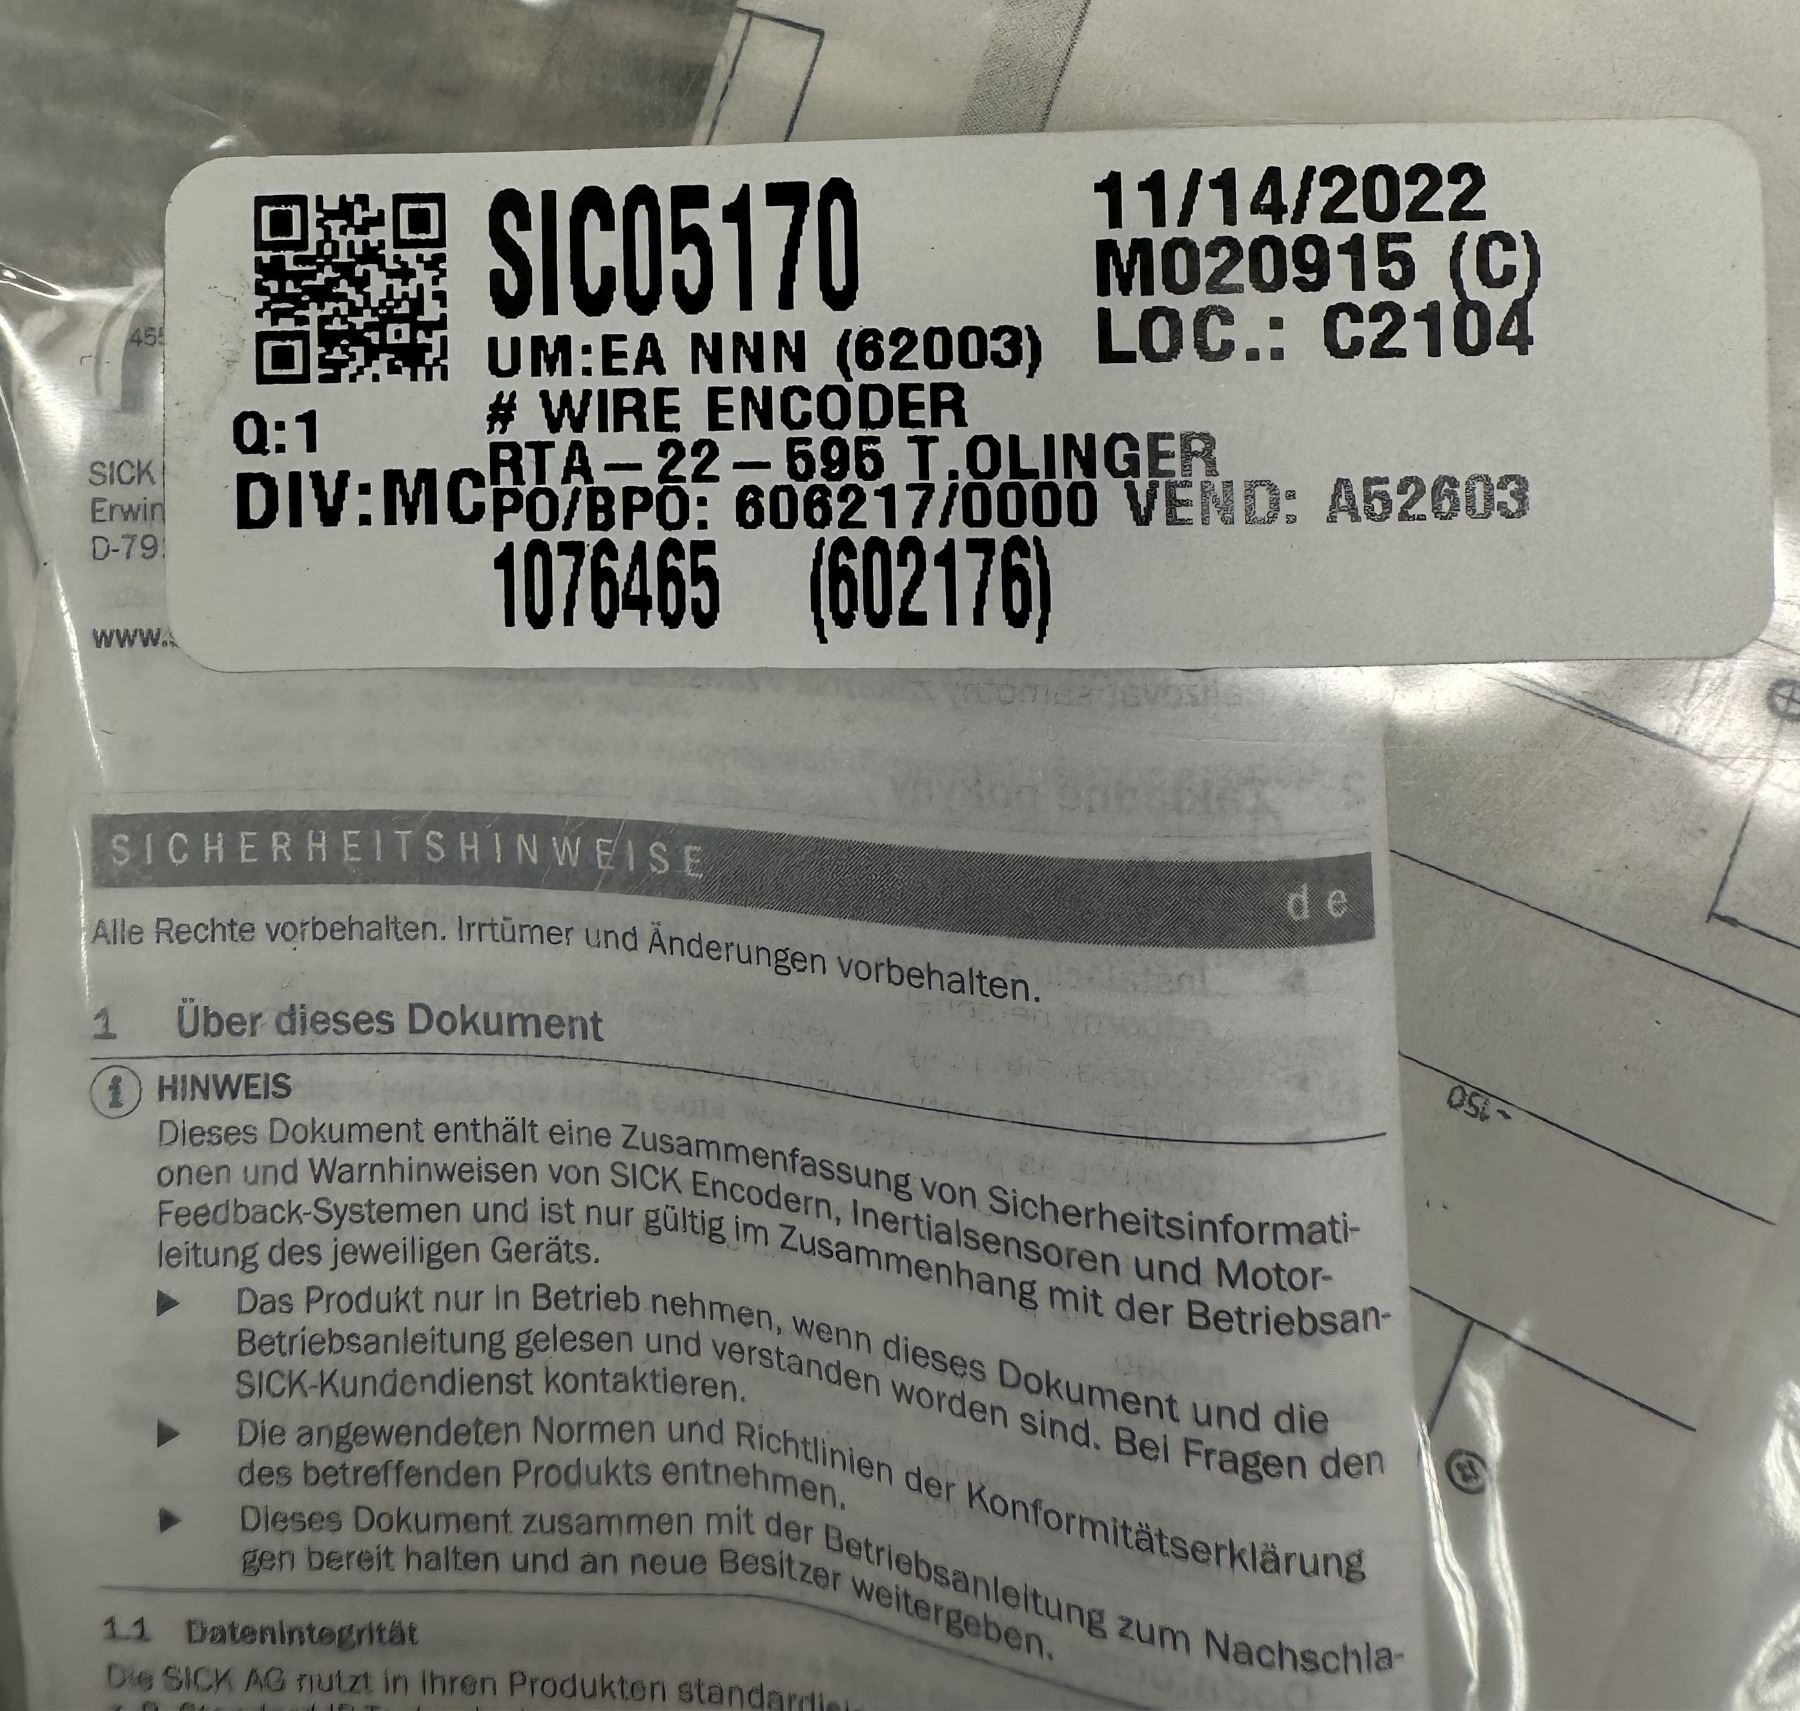 SIC05170
11/14/2022
M020915 (C)
LOC.: C2104
UM:EA NNN (62003)
# WIRE ENCODER
Q:1
RTA-22-595 T.OLINGER
DIV:MC
PO/BPO: 606217/0000 VEND: A52603
1076465 (602176)
455
SICK
Erwin
D-79
www.
SICHERHEITSHINWEISE
de
Alle Rechte vorbehalten. Irrtümer und Änderungen vorbehalten.
1 Über dieses Dokument
HINWEIS
Dieses Dokument enthält eine Zusammenfassung von Sicherheitsinformati-
onen und Warnhinweisen von SICK Encodern, Inertialsensoren und Motor-
Feedback-Systemen und ist nur gültig im Zusammenhang mit der Betriebsan-
leitung des jeweiligen Geräts.
Das Produkt nur in Betrieb nehmen, wenn dieses Dokument und die
Betriebsanleitung gelesen und verstanden worden sind. Bei Fragen den
SICK-Kundendienst kontaktieren.
Die angewendeten Normen und Richtlinien der Konformitätserklärung
des betreffenden Produkts entnehmen.
Dieses Dokument zusammen mit der Betriebsanleitung zum Nachschla-
gen bereit halten und an neue Besitzer weitergeben.
1.1 Datenintegrität
Die SICK AG nutzt in ihren Produkten